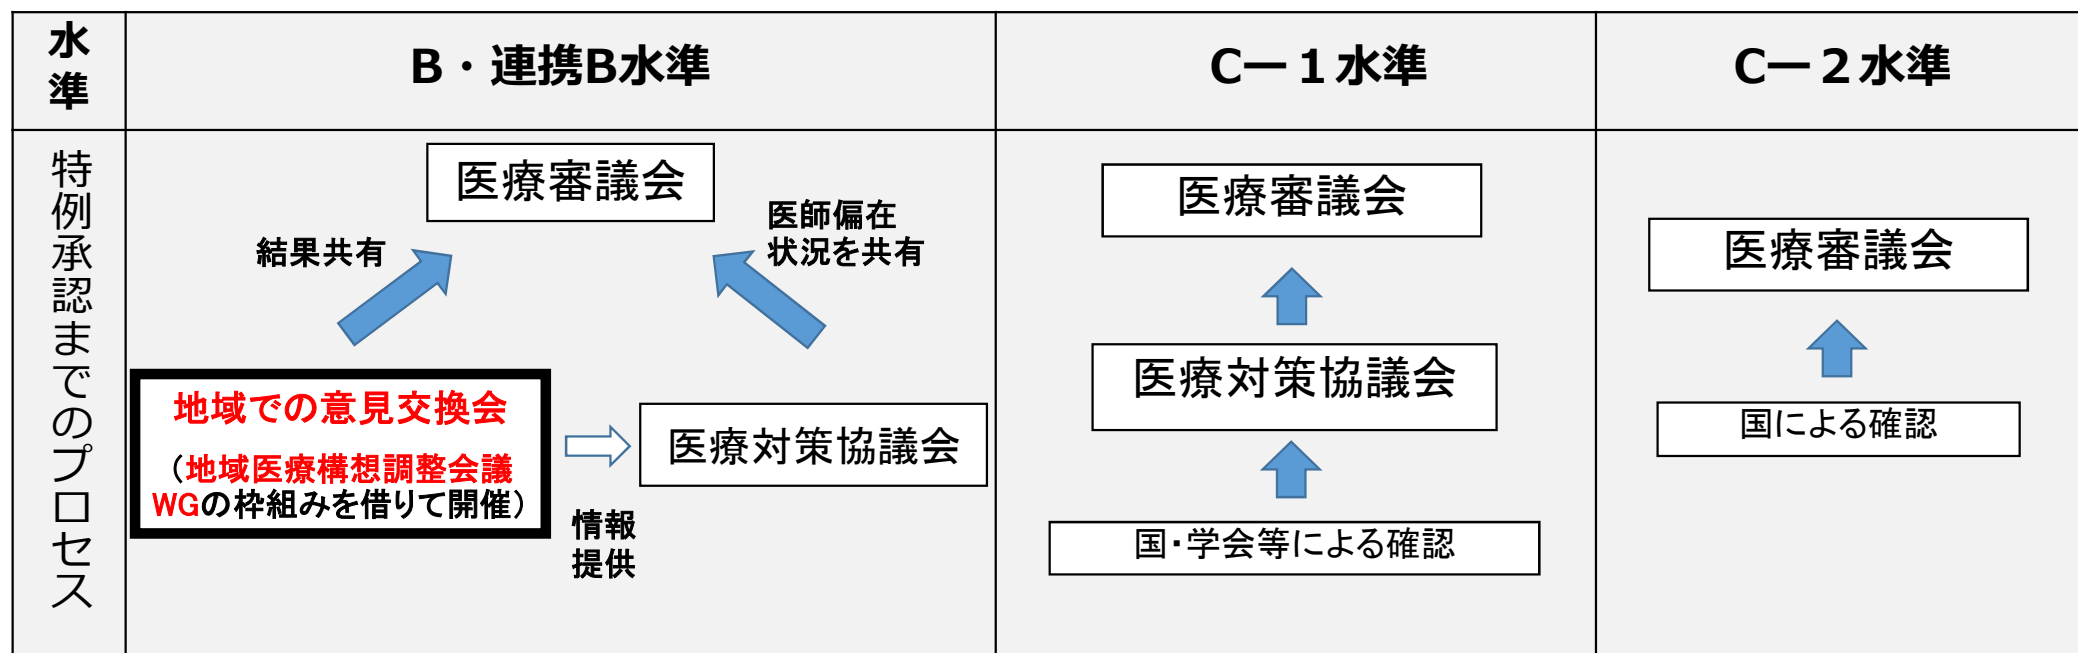 水
準
B・連携B水準
C－１水準
C－２水準
特例承認までのプロセス
医療審議会
結果共有
医師偏在
状況を共有
地域での意見交換会
（地域医療構想調整会議
WGの枠組みを借りて開催）
情報
提供
医療対策協議会
医療審議会
医療対策協議会
国・学会等による確認
医療審議会
国による確認